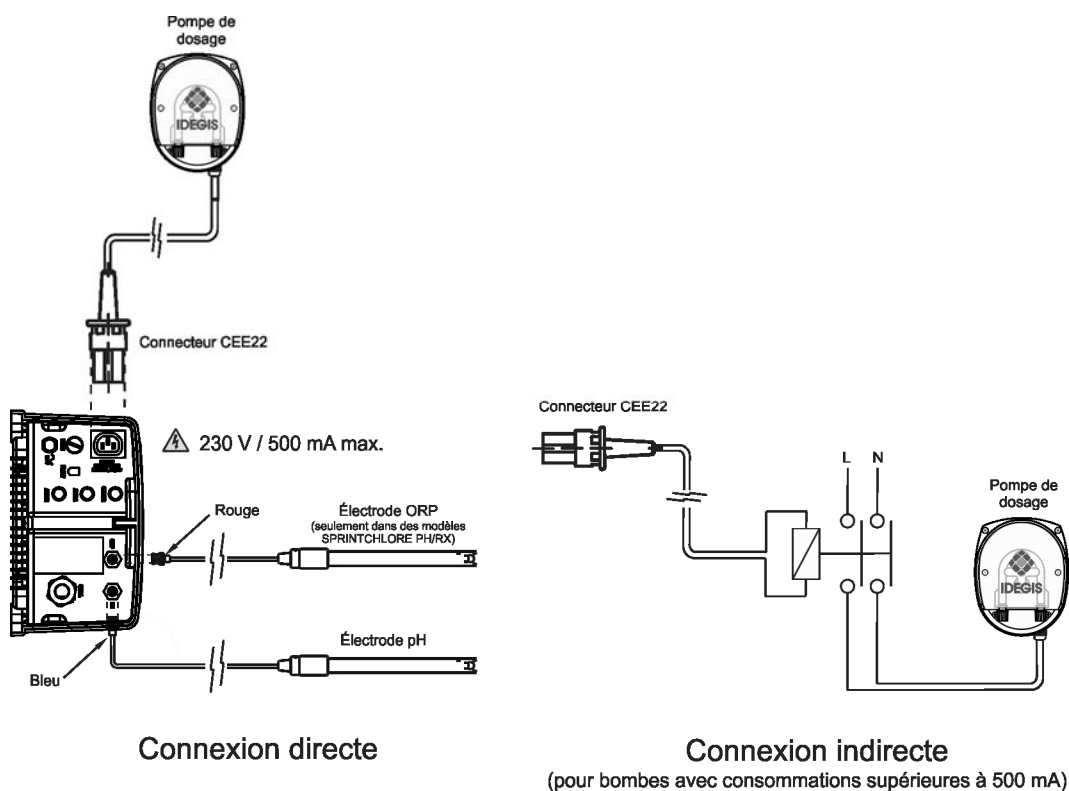 Pompe de
dosage
IDEGIS
Connecteur CEE22
230 V / 500 mA max.
Rouge
Électrode ORP
(seulement dans des modèles
SPRINTCHLORE PH/RX)
Électrode pH
Bleu
Connexion directe
Connecteur CEE22
L N
Pompe de
dosage
IDEGIS
Connexion indirecte
(pour bombes avec consommations supérieures à 500 mA)